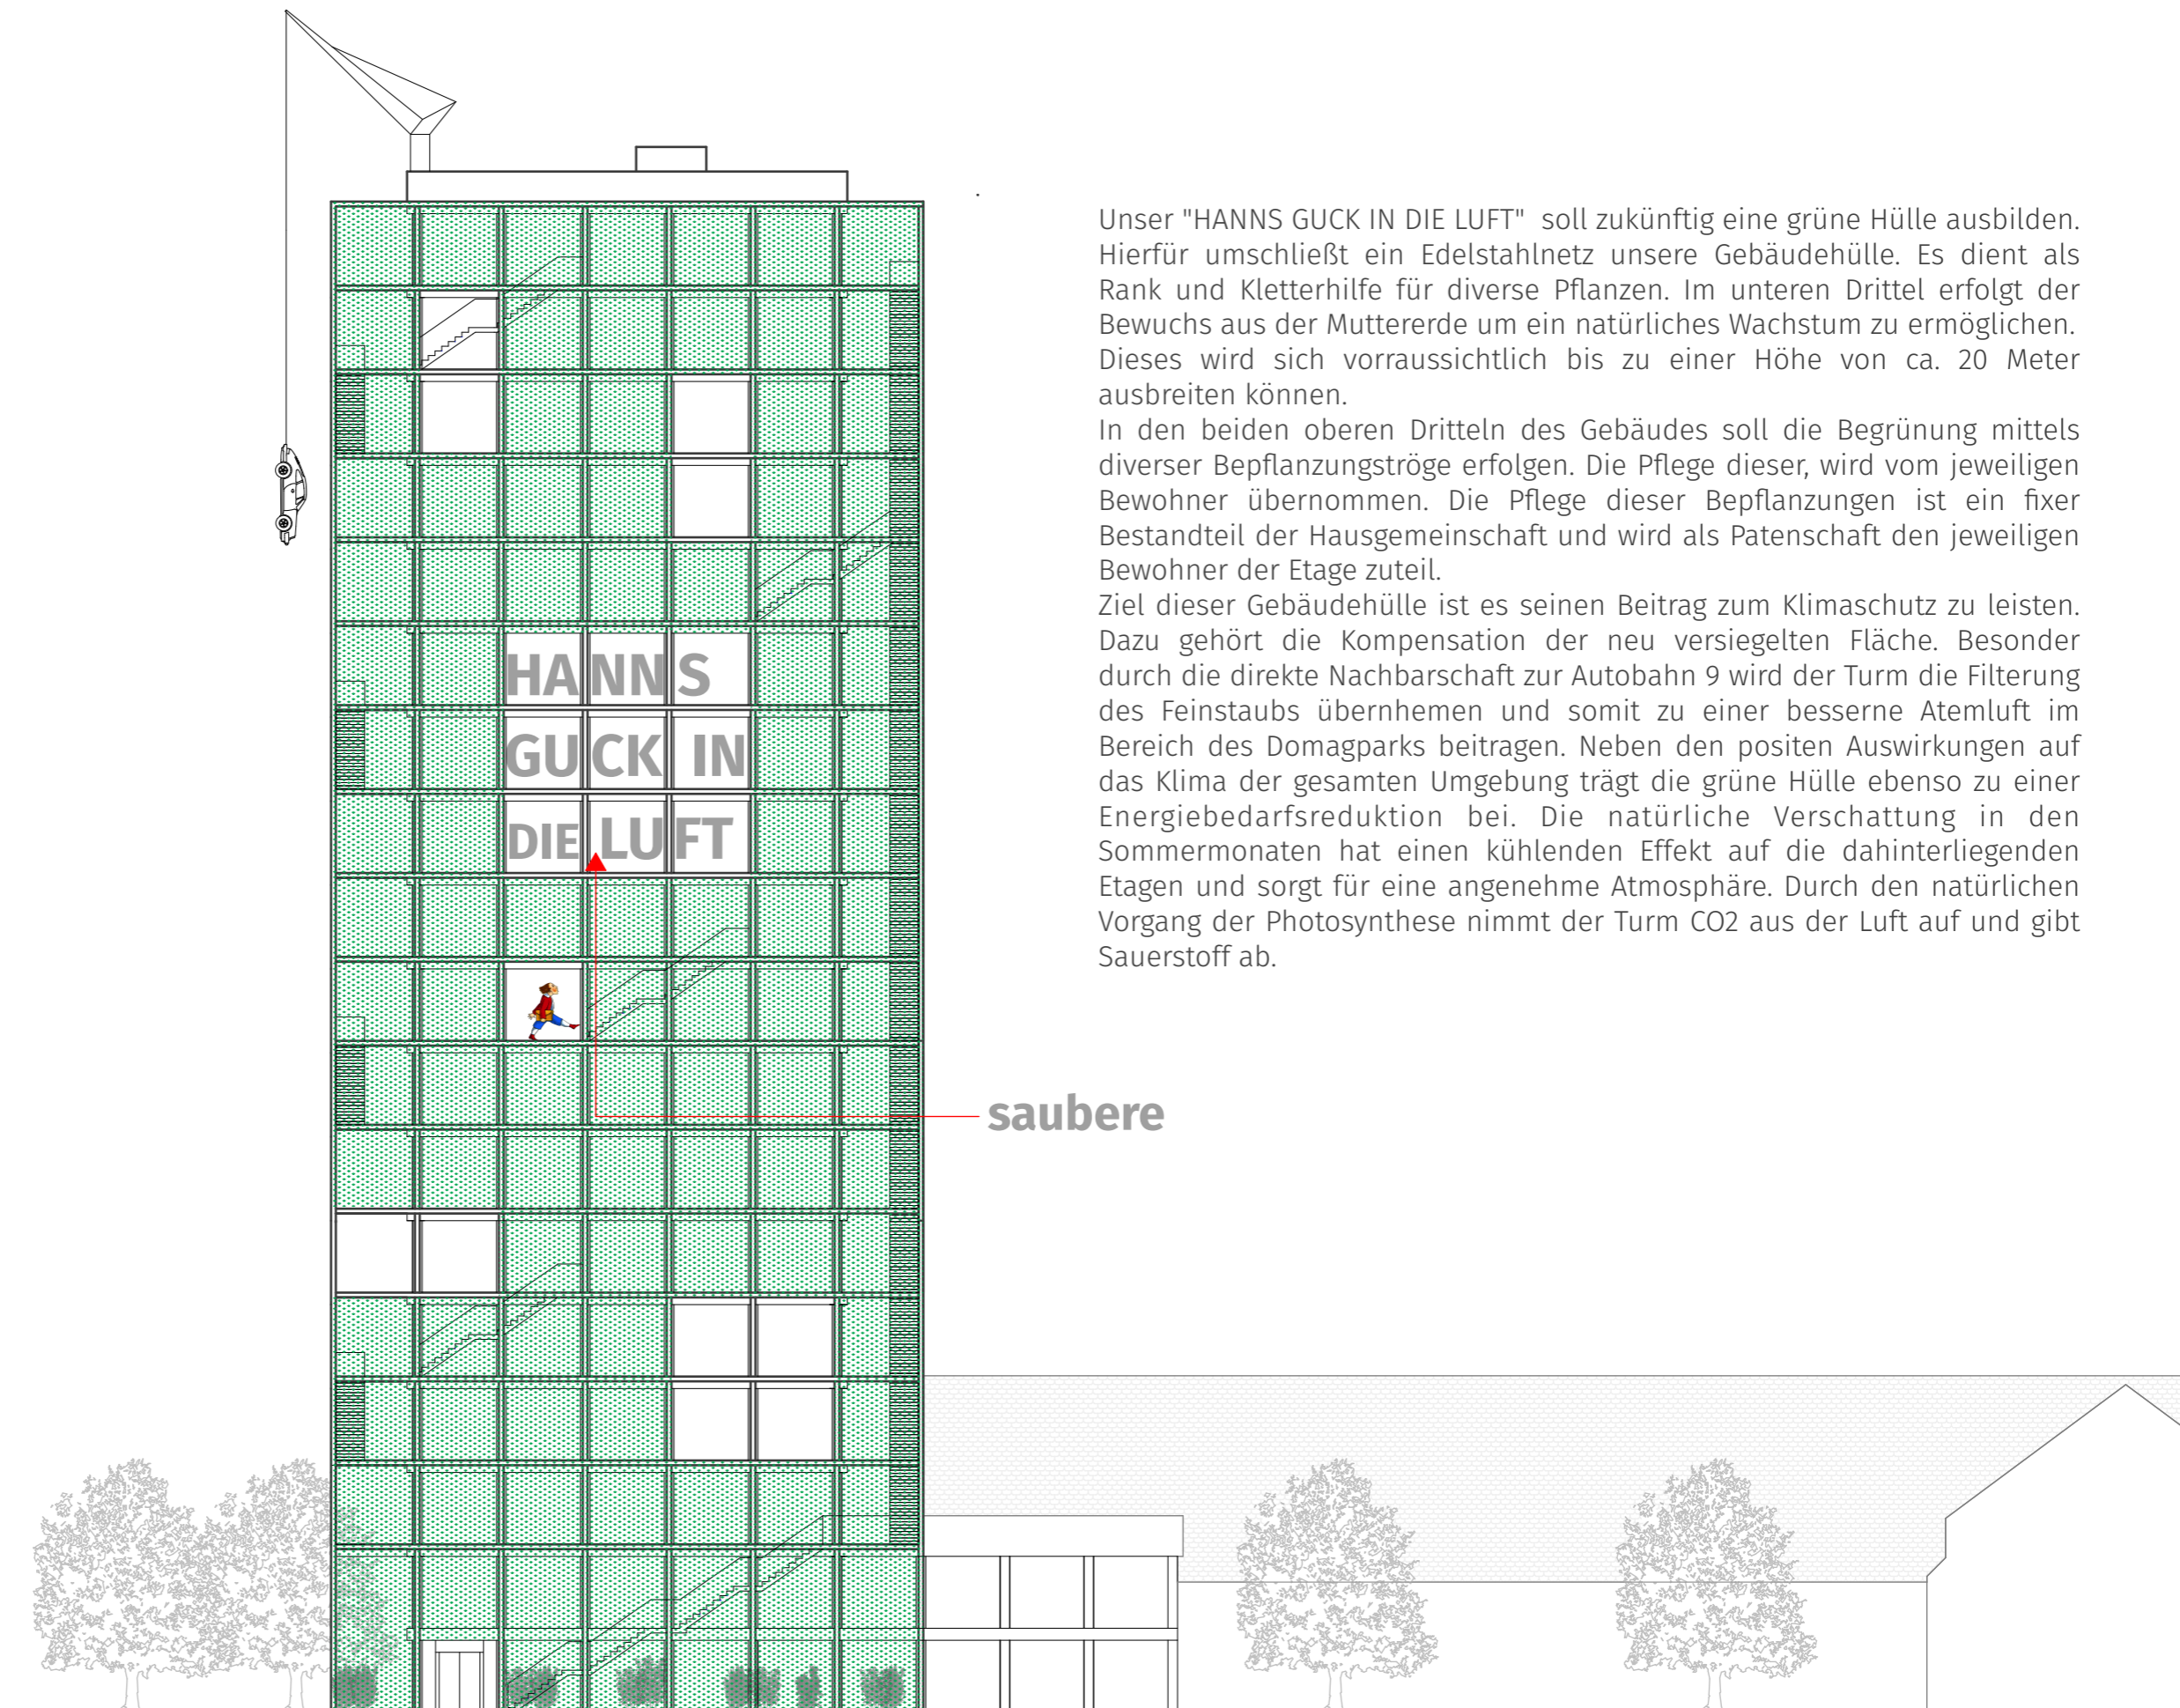 Unser "HANNS GUCK IN DIE LUFT" soll zukünftig eine grüne Hülle ausbilden.
Hierfür umschließt ein Edelstahlnetz unsere Gebäudehülle. Es dient als
Rank und Kletterhilfe für diverse Pflanzen. Im unteren Drittel erfolgt der
Bewuchs aus der Muttererde um ein natürliches Wachstum zu ermöglichen.
Dieses wird sich vorraussichtlich bis zu einer Höhe von ca. 20 Meter
ausbreiten können.
In den beiden oberen Dritteln des Gebäudes soll die Begrünung mittels
diverser Bepflanzungströge erfolgen. Die Pflege dieser, wird vom jeweiligen
Bewohner übernommen. Die Pflege dieser Bepflanzungen ist ein fixer
Bestandteil der Hausgemeinschaft und wird als Patenschaft den jeweiligen
Bewohner der Etage zuteil.
Ziel dieser Gebäudehülle ist es seinen Beitrag zum Klimaschutz zu leisten.
Dazu gehört die Kompensation der neu versiegelten Fläche. Besonder
durch die direkte Nachbarschaft zur Autobahn 9 wird der Turm die Filterung
des Feinstaubs übernhemen und somit zu einer besserne Atemluft im
Bereich des Domagparks beitragen. Neben den positen Auswirkungen auf
das Klima der gesamten Umgebung trägt die grüne Hülle ebenso zu einer
Energiebedarfsreduktion bei. Die natürliche Verschattung in den
Sommermonaten hat einen kühlenden Effekt auf die dahinterliegenden
Etagen und sorgt für eine angenehme Atmosphäre. Durch den natürlichen
Vorgang der Photosynthese nimmt der Turm CO2 aus der Luft auf und gibt
Sauerstoff ab.
HANNS
GUCK IN
DIE LUFT
saubere